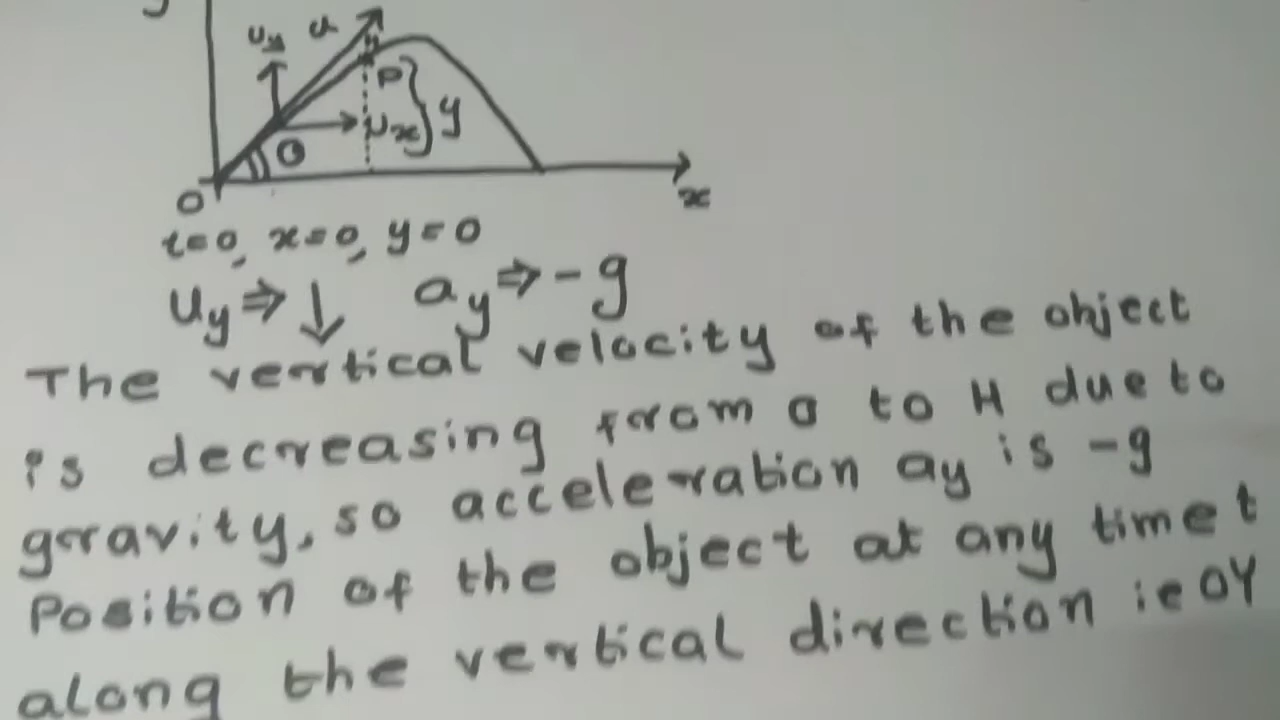 y
uy u
P
ux y
θ
O x
t=0, x=0, y=0
uy ⇒ ↓ ay ⇒ -g
The vertical velocity of the object
is decreasing from O to H due to
gravity, so acceleration ay is -g
Position of the object at any time t
along the vertical direction ie OY